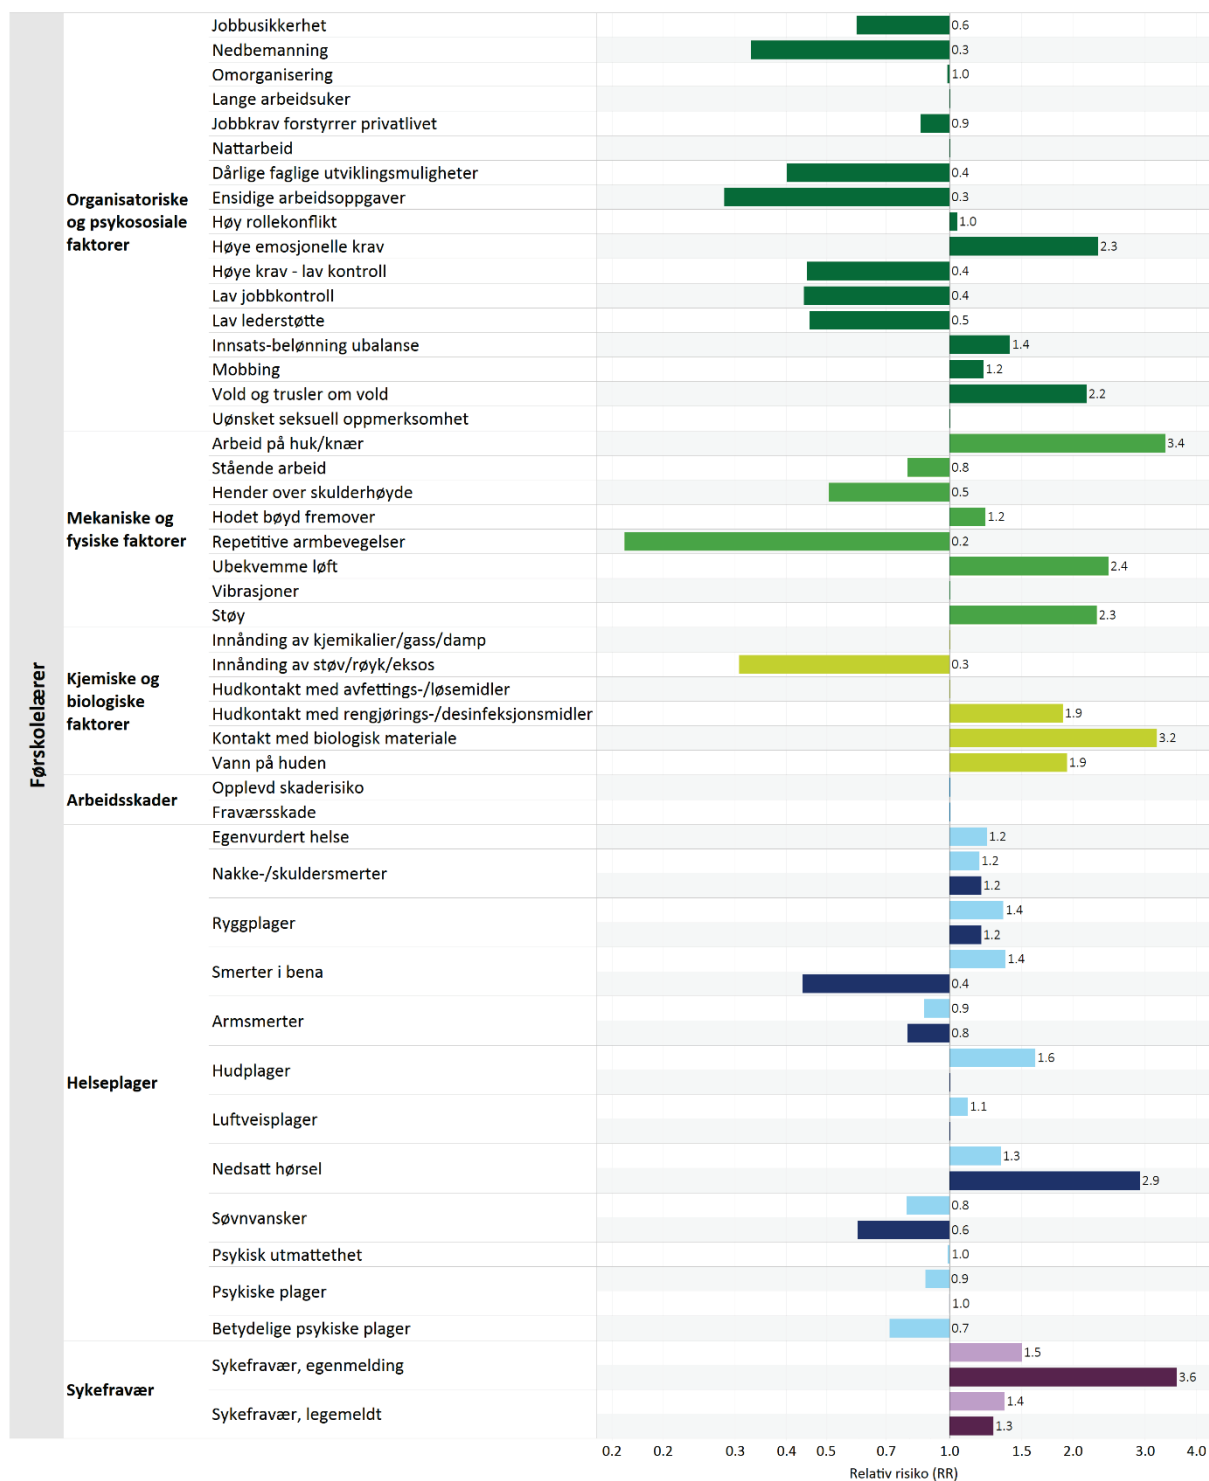 Førskolelærer
Organisatoriske
og psykososiale
faktorer
Jobbusikkerhet 0.6
Nedbemanning 0.3
Omorganisering 1.0
Lange arbeidsuker
Jobbkrav forstyrrer privatlivet 0.9
Nattarbeid
Dårlige faglige utviklingsmuligheter 0.4
Ensidige arbeidsoppgaver 0.3
Høy rollekonflikt 1.0
Høye emosjonelle krav 2.3
Høye krav - lav kontroll 0.4
Lav jobbkontroll 0.4
Lav lederstøtte 0.5
Innsats-belønning ubalanse 1.4
Mobbing 1.2
Vold og trusler om vold 2.2
Uønsket seksuell oppmerksomhet
Mekaniske og
fysiske faktorer
Arbeid på huk/knær 3.4
Stående arbeid 0.8
Hender over skulderhøyde 0.5
Hodet bøyd fremover 1.2
Repetitive armbevegelser 0.2
Ubekvemme løft 2.4
Vibrasjoner
Støy 2.3
Kjemiske og
biologiske
faktorer
Innånding av kjemikalier/gass/damp
Innånding av støv/røyk/eksos 0.3
Hudkontakt med avfettings-/løsemidler
Hudkontakt med rengjørings-/desinfeksjonsmidler 1.9
Kontakt med biologisk materiale 3.2
Vann på huden 1.9
Arbeidsskader
Opplevd skaderisiko
Fraværsskade
Helseplager
Egenvurdert helse 1.2
Nakke-/skuldersmerter 1.2
1.2
Ryggplager 1.4
1.2
Smerter i bena 1.4
0.4
Armsmerter 0.9
0.8
Hudplager 1.6
Luftveisplager 1.1
Nedsatt hørsel 1.3
2.9
Søvnvansker 0.8
0.6
Psykisk utmattethet 1.0
Psykiske plager 0.9
1.0
Betydelige psykiske plager 0.7
Sykefravær
Sykefravær, egenmelding 1.5
3.6
Sykefravær, legemeldt 1.4
1.3
0.2 0.2 0.3 0.4 0.5 0.7 1.0 1.5 2.0 3.0 4.0
Relativ risiko (RR)